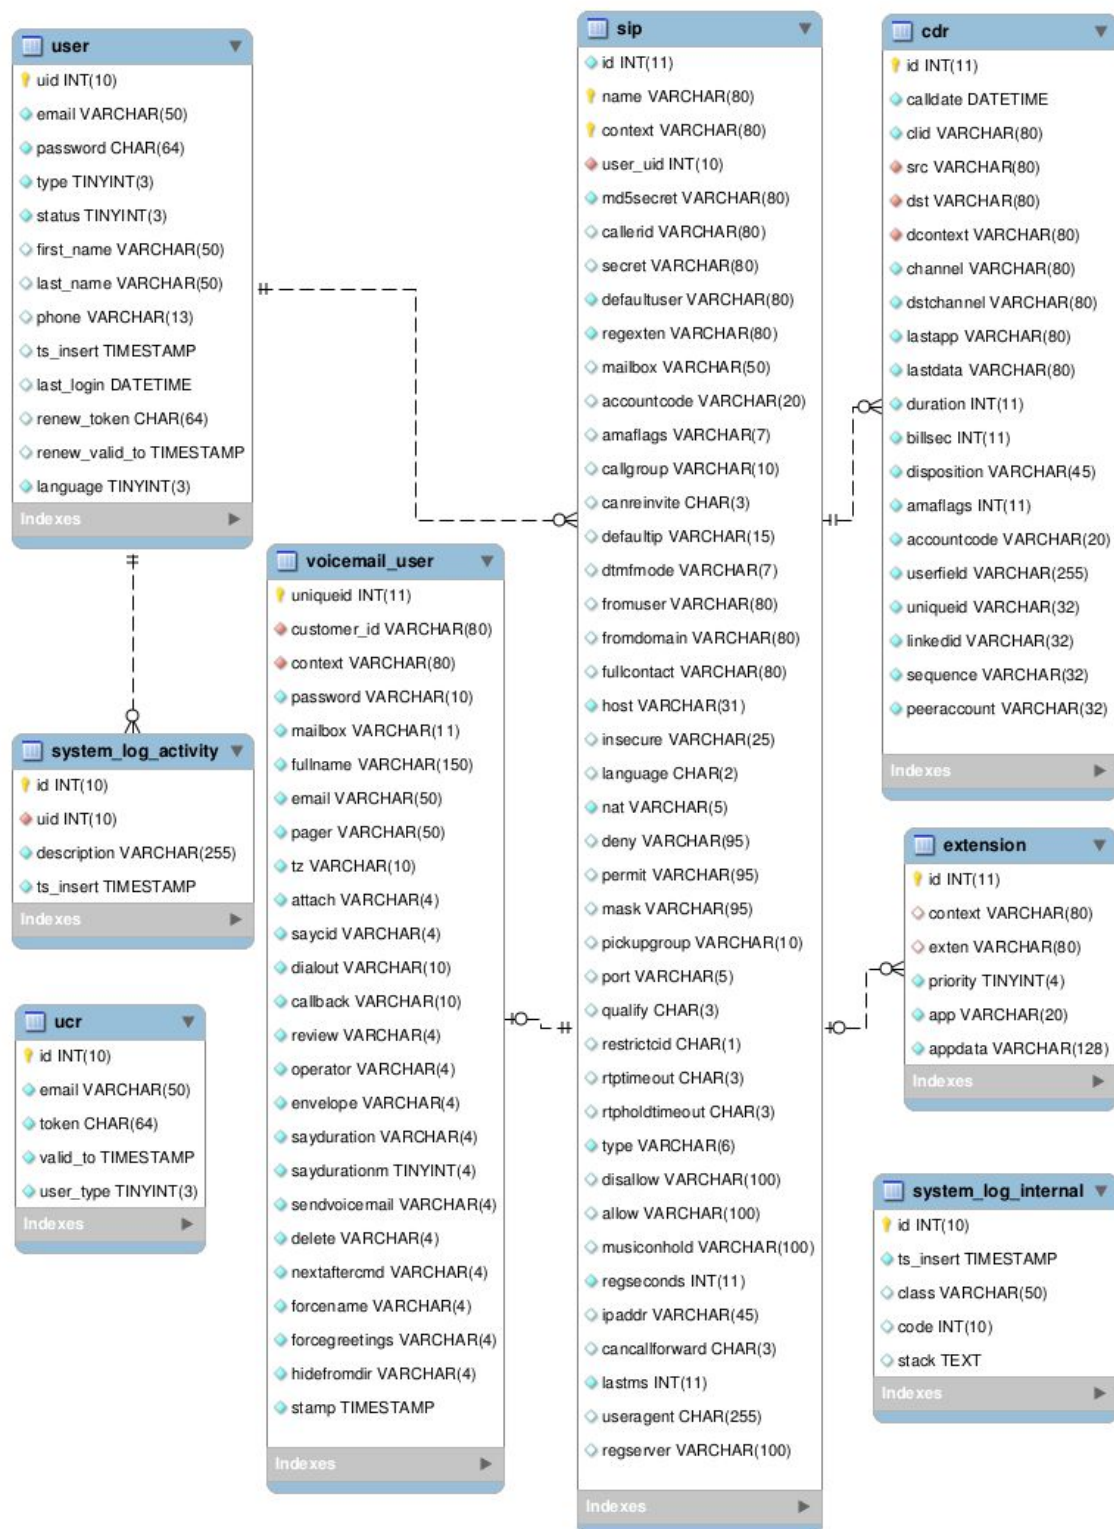 user
uid INT(10)
email VARCHAR(50)
password CHAR(64)
type TINYINT(3)
status TINYINT(3)
first_name VARCHAR(50)
last_name VARCHAR(50)
phone VARCHAR(13)
ts_insert TIMESTAMP
last_login DATETIME
renew_token CHAR(64)
renew_valid_to TIMESTAMP
language TINYINT(3)
Indexes
system_log_activity
id INT(10)
uid INT(10)
description VARCHAR(255)
ts_insert TIMESTAMP
Indexes
ucr
id INT(10)
email VARCHAR(50)
token CHAR(64)
valid_to TIMESTAMP
user_type TINYINT(3)
Indexes
voicemail_user
uniqueid INT(11)
customer_id VARCHAR(80)
context VARCHAR(80)
password VARCHAR(10)
mailbox VARCHAR(11)
fullname VARCHAR(150)
email VARCHAR(50)
pager VARCHAR(50)
tz VARCHAR(10)
attach VARCHAR(4)
saycid VARCHAR(4)
dialout VARCHAR(10)
callback VARCHAR(10)
review VARCHAR(4)
operator VARCHAR(4)
envelope VARCHAR(4)
sayduration VARCHAR(4)
saydurationm TINYINT(4)
sendvoicemail VARCHAR(4)
delete VARCHAR(4)
nextaftercmd VARCHAR(4)
forcename VARCHAR(4)
forcegreetings VARCHAR(4)
hidefromdir VARCHAR(4)
stamp TIMESTAMP
Indexes
sip
id INT(11)
name VARCHAR(80)
context VARCHAR(80)
user_uid INT(10)
md5secret VARCHAR(80)
callerid VARCHAR(80)
secret VARCHAR(80)
defaultuser VARCHAR(80)
regexten VARCHAR(80)
mailbox VARCHAR(50)
accountcode VARCHAR(20)
amaflags VARCHAR(7)
callgroup VARCHAR(10)
canreinvite CHAR(3)
defaultip VARCHAR(15)
dtmfmode VARCHAR(7)
fromuser VARCHAR(80)
fromdomain VARCHAR(80)
fullcontact VARCHAR(80)
host VARCHAR(31)
insecure VARCHAR(25)
language CHAR(2)
nat VARCHAR(5)
deny VARCHAR(95)
permit VARCHAR(95)
mask VARCHAR(95)
pickupgroup VARCHAR(10)
port VARCHAR(5)
qualify CHAR(3)
restrictcid CHAR(1)
rtptimeout CHAR(3)
rtpholdtimeout CHAR(3)
type VARCHAR(6)
disallow VARCHAR(100)
allow VARCHAR(100)
musiconhold VARCHAR(100)
regseconds INT(11)
ipaddr VARCHAR(45)
cancallforward CHAR(3)
lastms INT(11)
useragent CHAR(255)
regserver VARCHAR(100)
Indexes
cdr
id INT(11)
calldate DATETIME
clid VARCHAR(80)
src VARCHAR(80)
dst VARCHAR(80)
dcontext VARCHAR(80)
channel VARCHAR(80)
dstchannel VARCHAR(80)
lastapp VARCHAR(80)
lastdata VARCHAR(80)
duration INT(11)
billsec INT(11)
disposition VARCHAR(45)
amaflags INT(11)
accountcode VARCHAR(20)
userfield VARCHAR(255)
uniqueid VARCHAR(32)
linkedid VARCHAR(32)
sequence VARCHAR(32)
peeraccount VARCHAR(32)
Indexes
extension
id INT(11)
context VARCHAR(80)
exten VARCHAR(80)
priority TINYINT(4)
app VARCHAR(20)
appdata VARCHAR(128)
Indexes
system_log_internal
id INT(10)
ts_insert TIMESTAMP
class VARCHAR(50)
code INT(10)
stack TEXT
Indexes